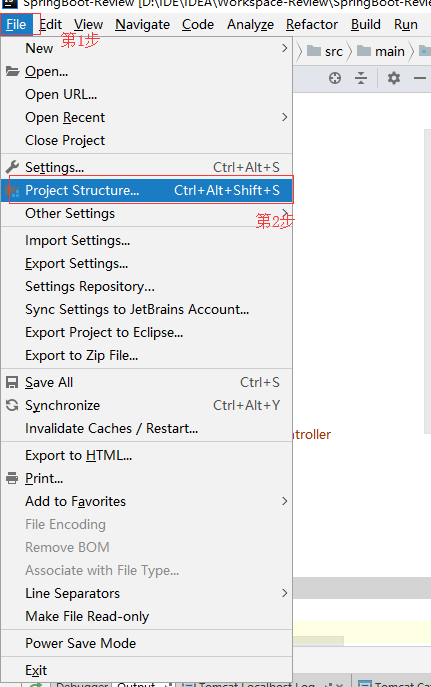 SpringBoot-Review [D:\IDE\IDEA\Workspace-Review\SpringBoot-Revi
File Edit View Navigate Code Analyze Refactor Build Run
第1步
src main
New
Open...
Open URL...
Open Recent
Close Project
Settings... Ctrl+Alt+S
Project Structure... Ctrl+Alt+Shift+S
Other Settings
第2步
Import Settings...
Export Settings...
Settings Repository...
Sync Settings to JetBrains Account...
Export Project to Eclipse...
Export to Zip File...
Save All Ctrl+S
Synchronize Ctrl+Alt+Y
Invalidate Caches / Restart...
ntroller
Export to HTML...
Print...
Add to Favorites
File Encoding
Remove BOM
Associate with File Type...
Line Separators
Make File Read-only
Power Save Mode
Exit
Debugger Output Tomcat Localhost Log Tomcat Ca